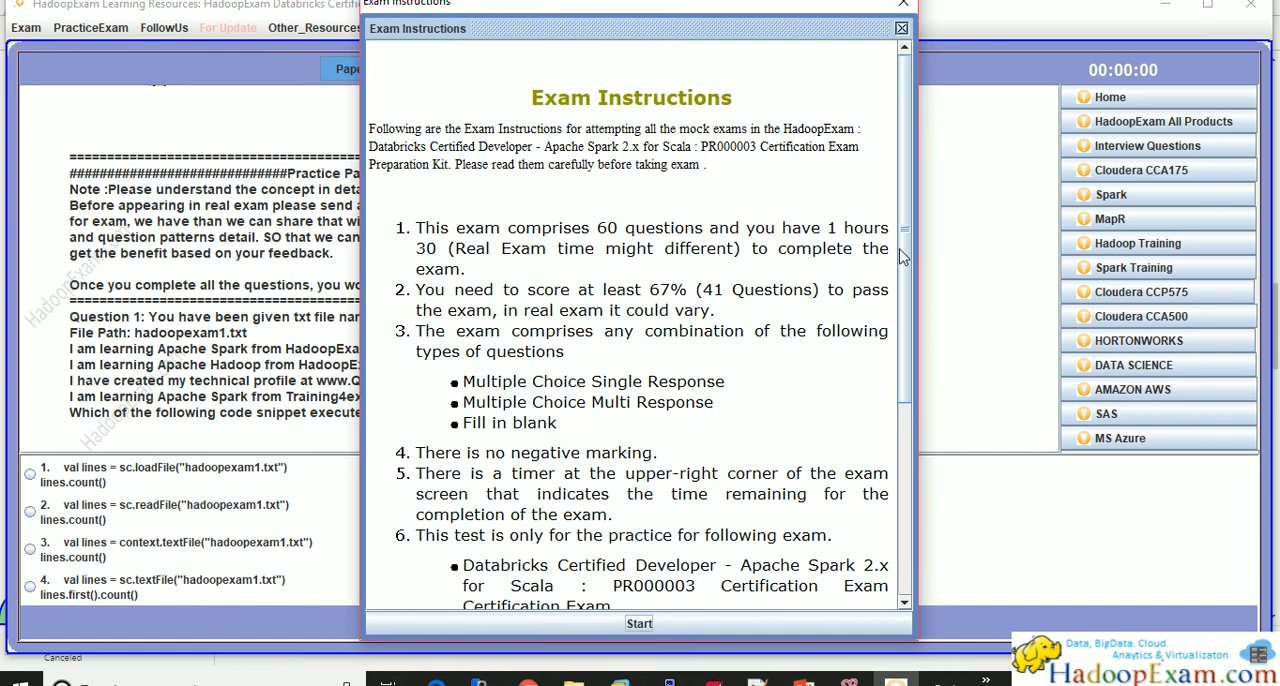 HadoopExam Learning Resources: HadoopExam Databricks Certifi
Exam Instructions
Exam PracticeExam FollowUs For Update Other_Resources
Exam Instructions
Pape
00:00:00
Exam Instructions
Following are the Exam Instructions for attempting all the mock exams in the HadoopExam :
Databricks Certified Developer - Apache Spark 2.x for Scala : PR000003 Certification Exam
Preparation Kit. Please read them carefully before taking exam .
1. This exam comprises 60 questions and you have 1 hours
30 (Real Exam time might different) to complete the
exam.
2. You need to score at least 67% (41 Questions) to pass
the exam, in real exam it could vary.
3. The exam comprises any combination of the following
types of questions
Multiple Choice Single Response
Multiple Choice Multi Response
Fill in blank
4. There is no negative marking.
5. There is a timer at the upper-right corner of the exam
screen that indicates the time remaining for the
completion of the exam.
6. This test is only for the practice for following exam.
Databricks Certified Developer - Apache Spark 2.x
for Scala : PR000003 Certification Exam
Certification Exam
Start
==========================================
############################Practice Pa
Note :Please understand the concept in deta
Before appearing in real exam please send a
for exam, we have than we can share that wi
and question patterns detail. SO that we can
get the benefit based on your feedback.
Once you complete all the questions, you wo
==========================================
Question 1: You have been given txt file nam
File Path: hadoopexam1.txt
I am learning Apache Spark from HadoopExa
I am learning Apache Hadoop from HadoopE
I have created my technical profile at www.Q
I am learning Apache Spark from Training4ex
Which of the following code snippet execute
1. val lines = sc.loadFile("hadoopexam1.txt")
lines.count()
2. val lines = sc.readFile("hadoopexam1.txt")
lines.count()
3. val lines = context.textFile("hadoopexam1.txt")
lines.count()
4. val lines = sc.textFile("hadoopexam1.txt")
lines.first().count()
Home
HadoopExam All Products
Interview Questions
Cloudera CCA175
Spark
MapR
Hadoop Training
Spark Training
Cloudera CCP575
Cloudera CCA500
HORTONWORKS
DATA SCIENCE
AMAZON AWS
SAS
MS Azure
Canceled
Data, BigData. Cloud.
Anaytics & Virtualizaton
HadoopExam.com